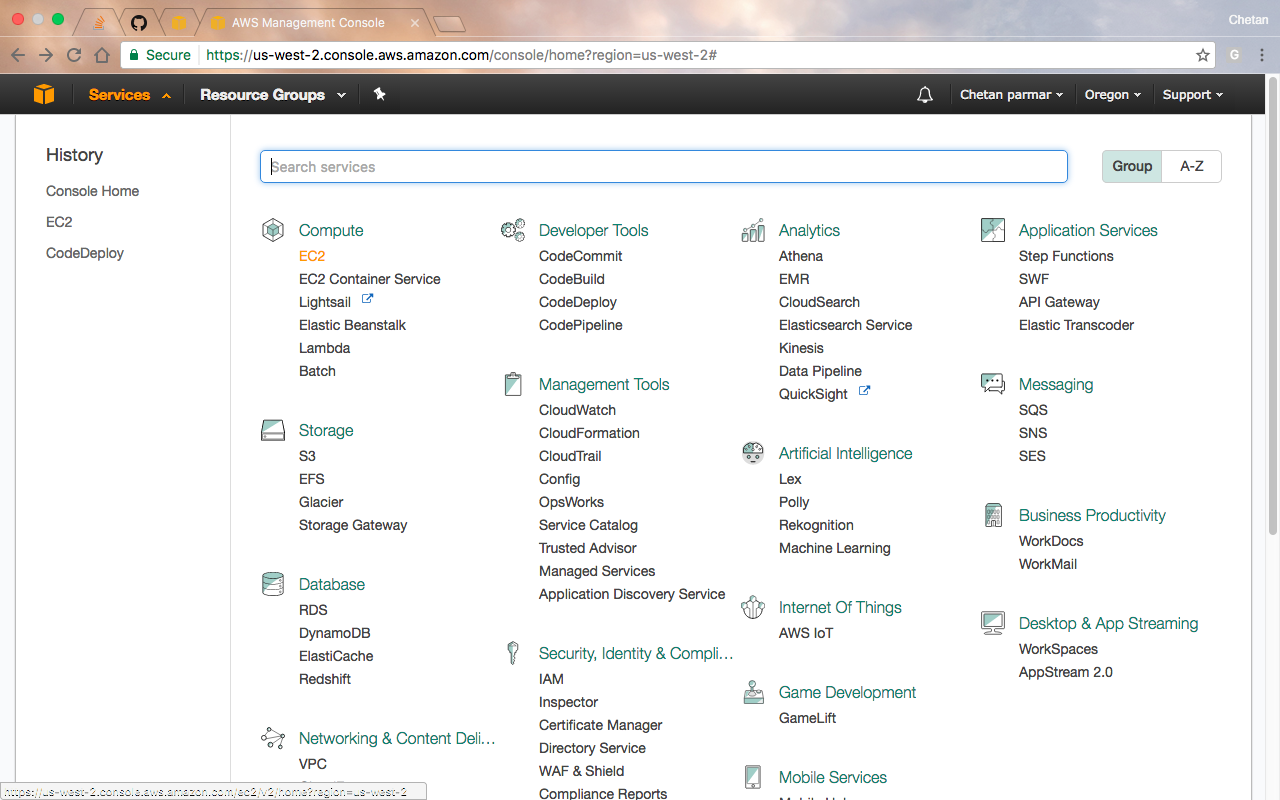 AWS Management Console
Chetan
Secure
https://us-west-2.console.aws.amazon.com/console/home?region=us-west-2#
G
Services
Resource Groups
Chetan parmar
Oregon
Support
History
Console Home
EC2
CodeDeploy
Search services
Group
A-Z
Compute
EC2
EC2 Container Service
Lightsail
Elastic Beanstalk
Lambda
Batch
Storage
S3
EFS
Glacier
Storage Gateway
Database
RDS
DynamoDB
ElastiCache
Redshift
Networking & Content Deli...
VPC
Developer Tools
CodeCommit
CodeBuild
CodeDeploy
CodePipeline
Management Tools
CloudWatch
CloudFormation
CloudTrail
Config
OpsWorks
Service Catalog
Trusted Advisor
Managed Services
Application Discovery Service
Security, Identity & Compli...
IAM
Inspector
Certificate Manager
Directory Service
WAF & Shield
Compliance Reports
Analytics
Athena
EMR
CloudSearch
Elasticsearch Service
Kinesis
Data Pipeline
QuickSight
Artificial Intelligence
Lex
Polly
Rekognition
Machine Learning
Internet Of Things
AWS IoT
Game Development
GameLift
Mobile Services
Application Services
Step Functions
SWF
API Gateway
Elastic Transcoder
Messaging
SQS
SNS
SES
Business Productivity
WorkDocs
WorkMail
Desktop & App Streaming
WorkSpaces
AppStream 2.0
https://us-west-2.console.aws.amazon.com/ec2/v2/home?region=us-west-2